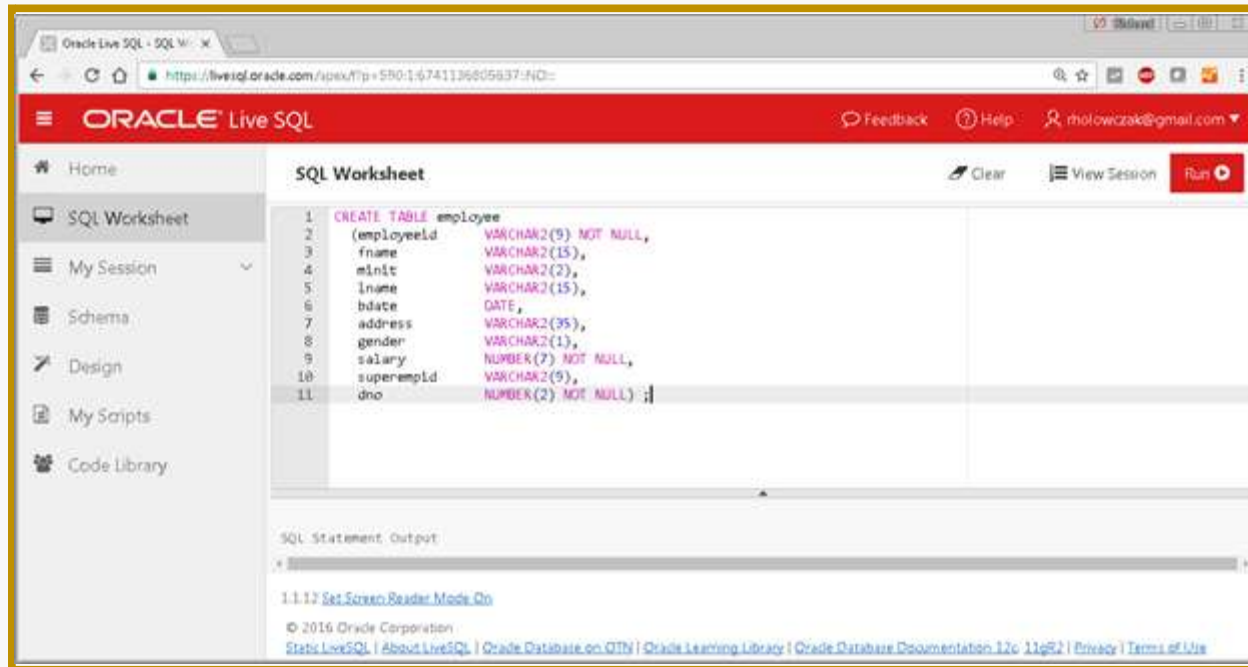 Oracle Live SQL - SQL W
https://livesql.oracle.com/apex/f?p=590:1:6741136805637::NO::
ORACLE Live SQL
Feedback
Help
rholowczak@gmail.com
Home
SQL Worksheet
My Session
Schema
Design
My Scripts
Code Library
SQL Worksheet
Clear
View Session
Run
1 CREATE TABLE employee
2 (employeeid VARCHAR2(9) NOT NULL,
3 fname VARCHAR2(15),
4 minit VARCHAR2(2),
5 lname VARCHAR2(15),
6 bdate DATE,
7 address VARCHAR2(35),
8 gender VARCHAR2(1),
9 salary NUMBER(7) NOT NULL,
10 superempid VARCHAR2(9),
11 dno NUMBER(2) NOT NULL) ;
SQL Statement Output
1.1.12 Set Screen Reader Mode On
© 2016 Oracle Corporation
Static LiveSQL | About LiveSQL | Oracle Database on OTN | Oracle Learning Library | Oracle Database Documentation 12c, 11gR2 | Privacy | Terms of Use